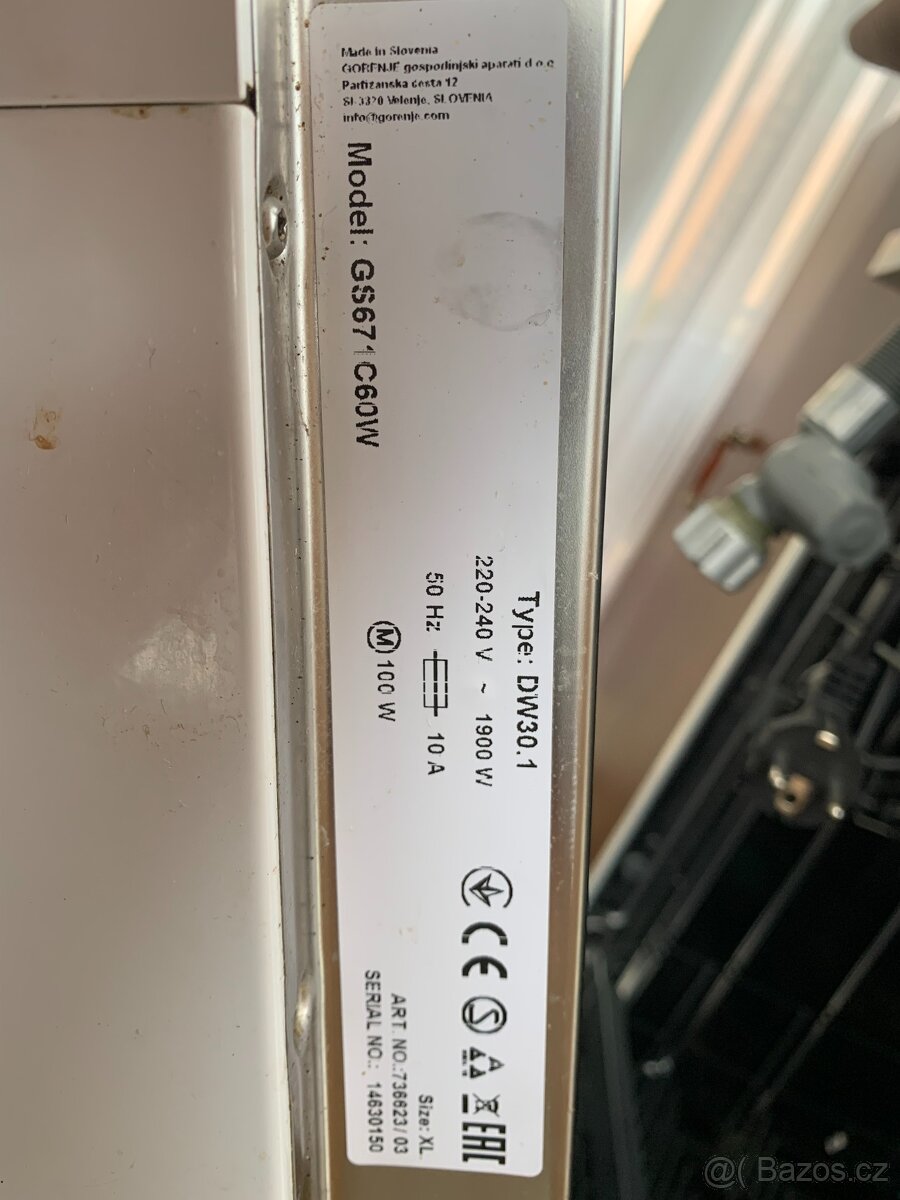 Made in Slovenia
GORENJE gospodinjski aparati d.o.o.
Partizanska cesta 12
SI-3320 Velenje, SLOVENIA
info@gorenje.com
Model: GS671C60W
Type: DW30.1
220-240 V ~ 1900 W
50 Hz 10 A
M 100 W
CE
S
EAC
Size: XL
ART. NO.:736623/03
SERIAL NO.: 14630150
@( Bazos.cz